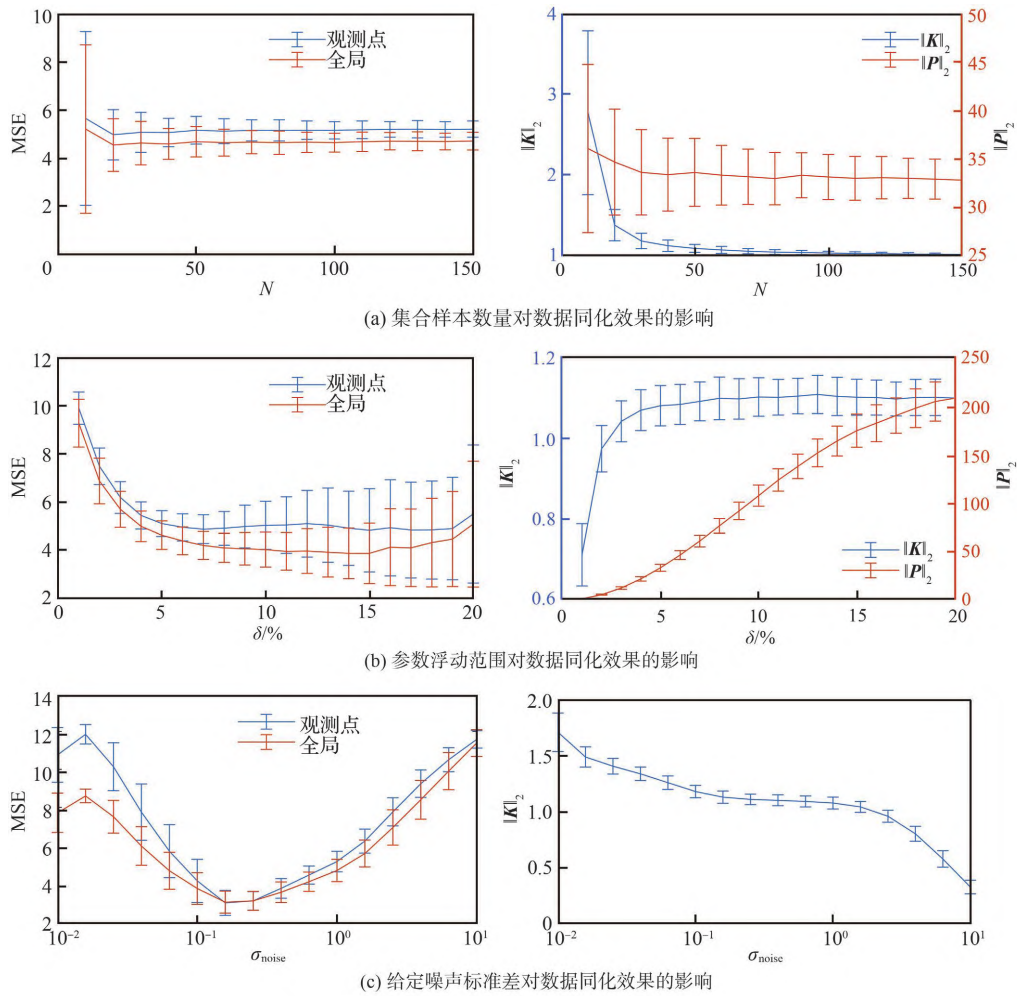 10
8
6
4
2
0
50
100
150
MSE
N
观测点
全局
4
3
2
1
50
45
40
35
30
25
0
50
100
150
‖K‖₂
‖P‖₂
N
‖K‖₂
‖P‖₂
(a) 集合样本数量对数据同化效果的影响
12
10
8
6
4
2
0
5
10
15
20
MSE
δ/%
观测点
全局
1.2
1.0
0.8
0.6
250
200
150
100
50
0
0
5
10
15
20
‖K‖₂
‖P‖₂
δ/%
‖K‖₂
‖P‖₂
(b) 参数浮动范围对数据同化效果的影响
14
12
10
8
6
4
2
10⁻²
10⁻¹
10⁰
10¹
MSE
σnoise
观测点
全局
2.0
1.5
1.0
0.5
0
10⁻²
10⁻¹
10⁰
10¹
‖K‖₂
σnoise
(c) 给定噪声标准差对数据同化效果的影响